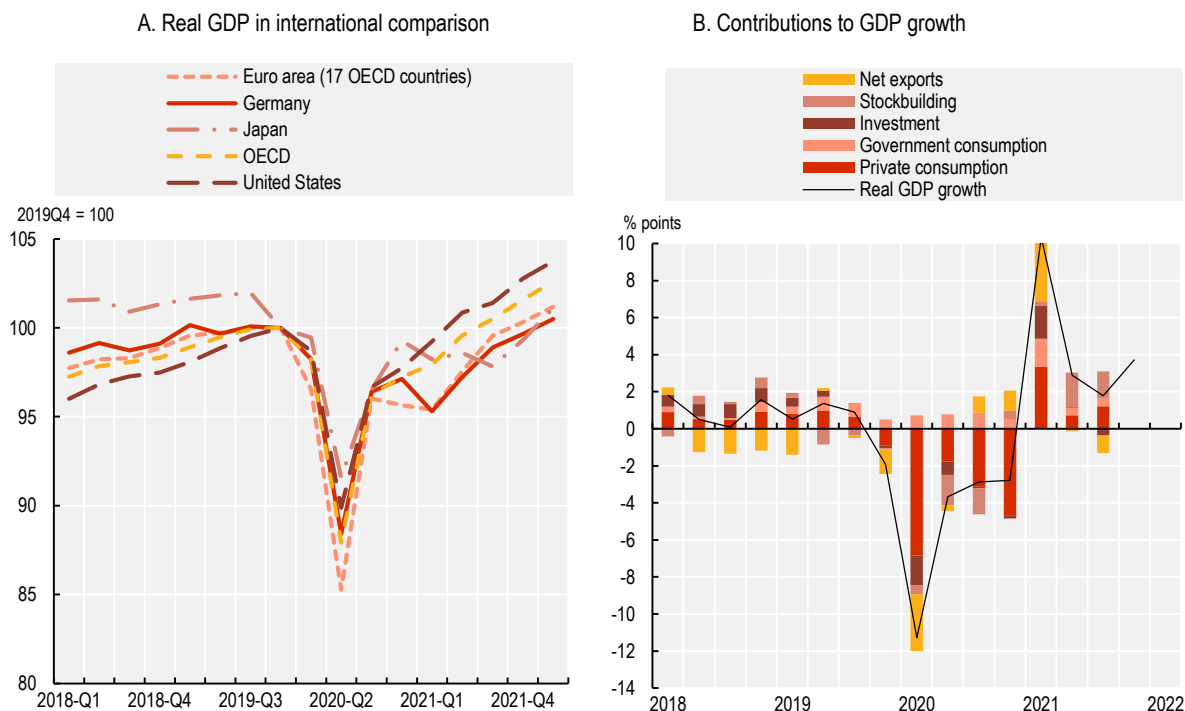 A. Real GDP in international comparison
Euro area (17 OECD countries)
Germany
Japan
OECD
United States
2019Q4 = 100
105
100
95
90
85
80
2018-Q1 2018-Q4 2019-Q3 2020-Q2 2021-Q1 2021-Q4
B. Contributions to GDP growth
Net exports
Stockbuilding
Investment
Government consumption
Private consumption
Real GDP growth
% points
10
8
6
4
2
0
-2
-4
-6
-8
-10
-12
-14
2018 2019 2020 2021 2022